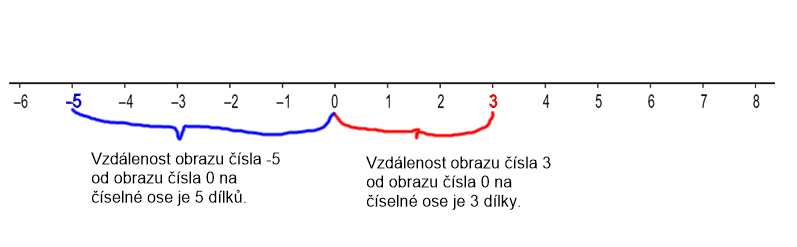 –6 -5 –4 –3 –2 –1 0 1 2 3 4 5 6 7 8
Vzdálenost obrazu čísla -5
od obrazu čísla 0 na
číselné ose je 5 dílků.
Vzdálenost obrazu čísla 3
od obrazu čísla 0 na
číselné ose je 3 dílky.